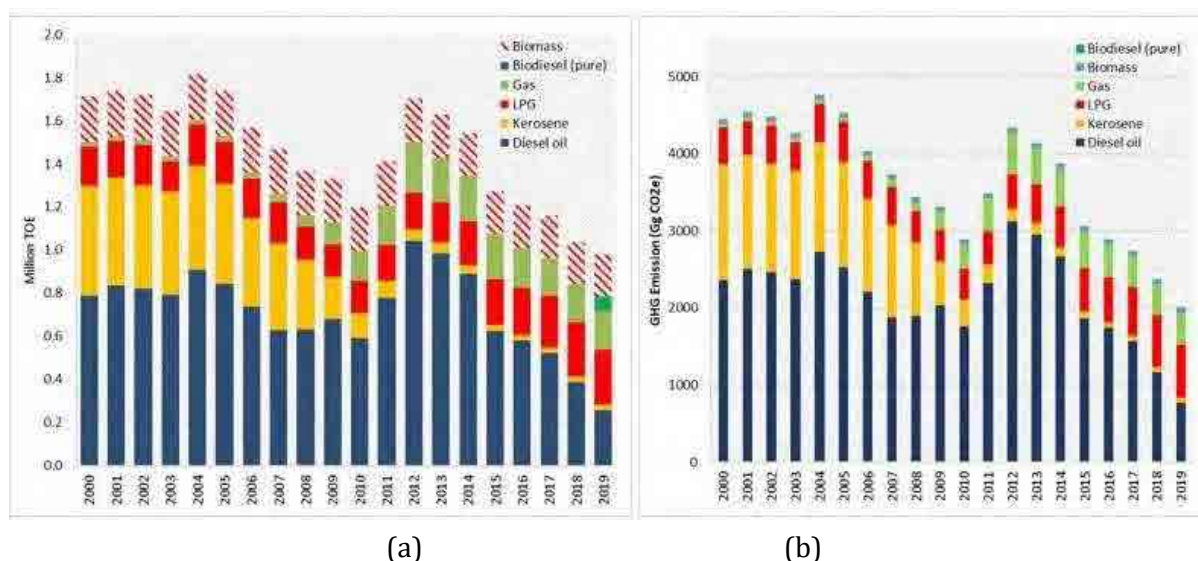 2.0
1.8
1.6
1.4
1.2
1.0
0.8
0.6
0.4
0.2
0.0
Million TOE
Biomass
Biodiesel (pure)
Gas
LPG
Kerosene
Diesel oil
2000 2001 2002 2003 2004 2005 2006 2007 2008 2009 2010 2011 2012 2013 2014 2015 2016 2017 2018 2019
(a)
5000
4000
3000
2000
1000
0
GHG Emission (Gg CO2e)
Biodiesel (pure)
Biomass
Gas
LPG
Kerosene
Diesel oil
2000 2001 2002 2003 2004 2005 2006 2007 2008 2009 2010 2011 2012 2013 2014 2015 2016 2017 2018 2019
(b)